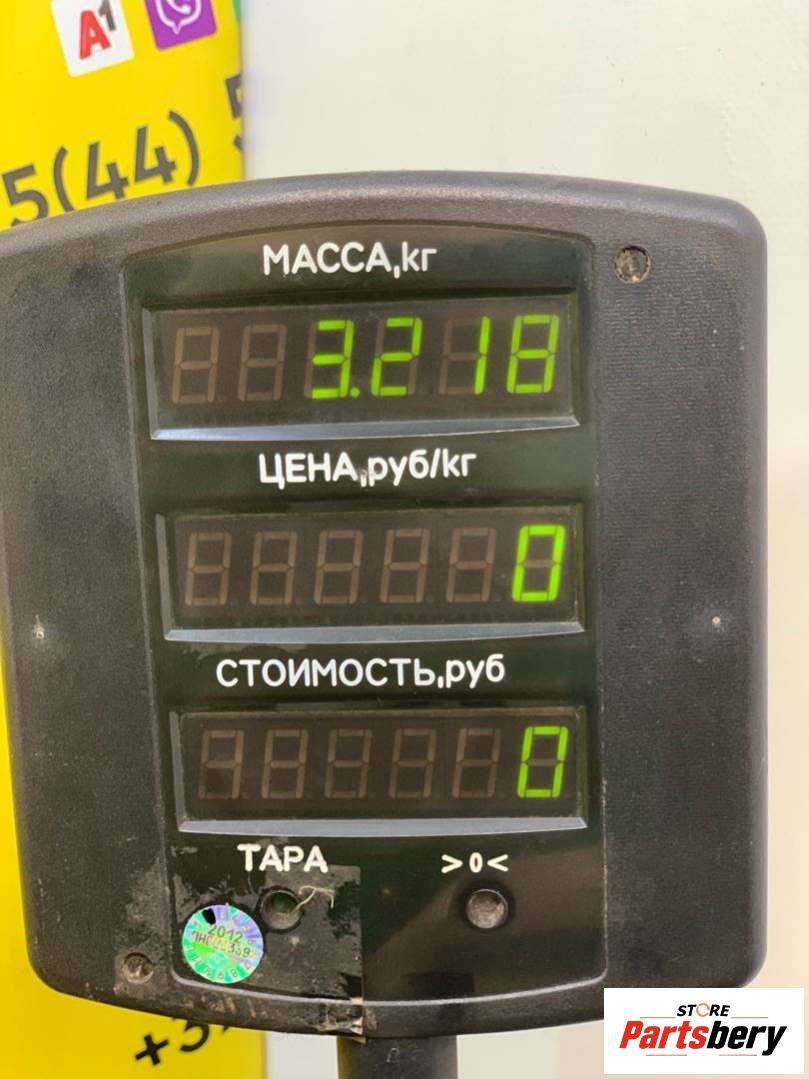 A1
5(44) 5
МАССА,кг
3.218
ЦЕНА,руб/кг
0
СТОИМОСТЬ,руб
0
ТАРА >0<
2012
STORE
Partsbery